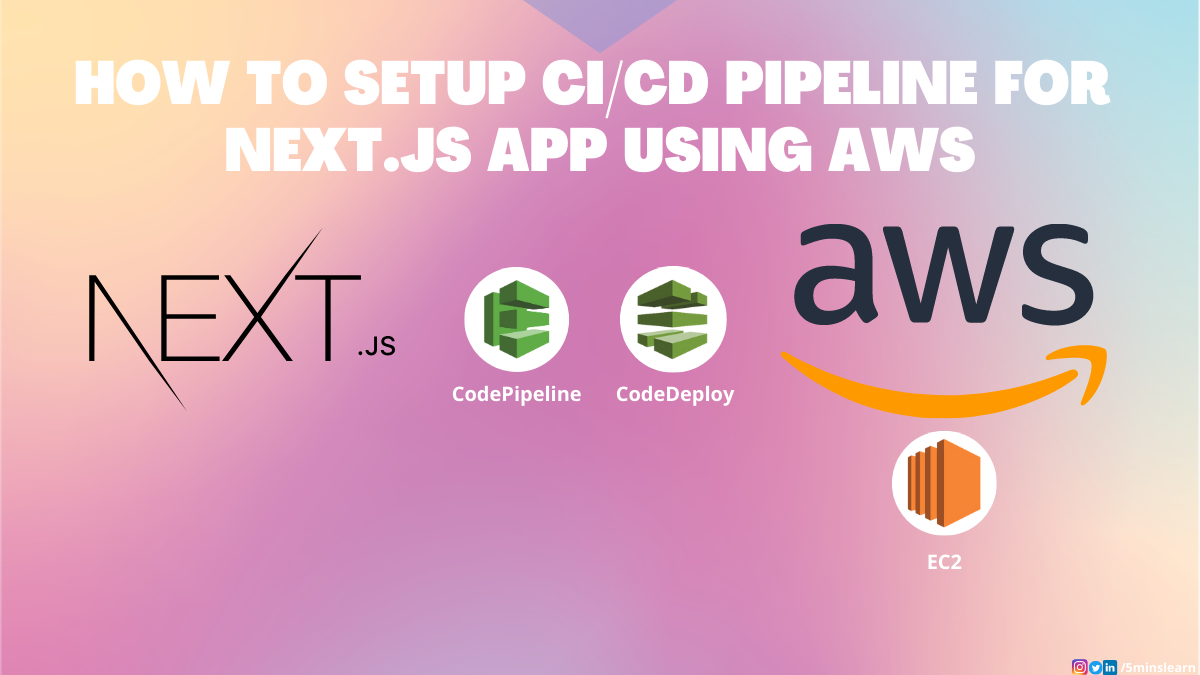 HOW TO SETUP CI/CD PIPELINE FOR
NEXT.JS APP USING AWS
NEXT.JS
CodePipeline
CodeDeploy
aws
EC2
in /5minslearn